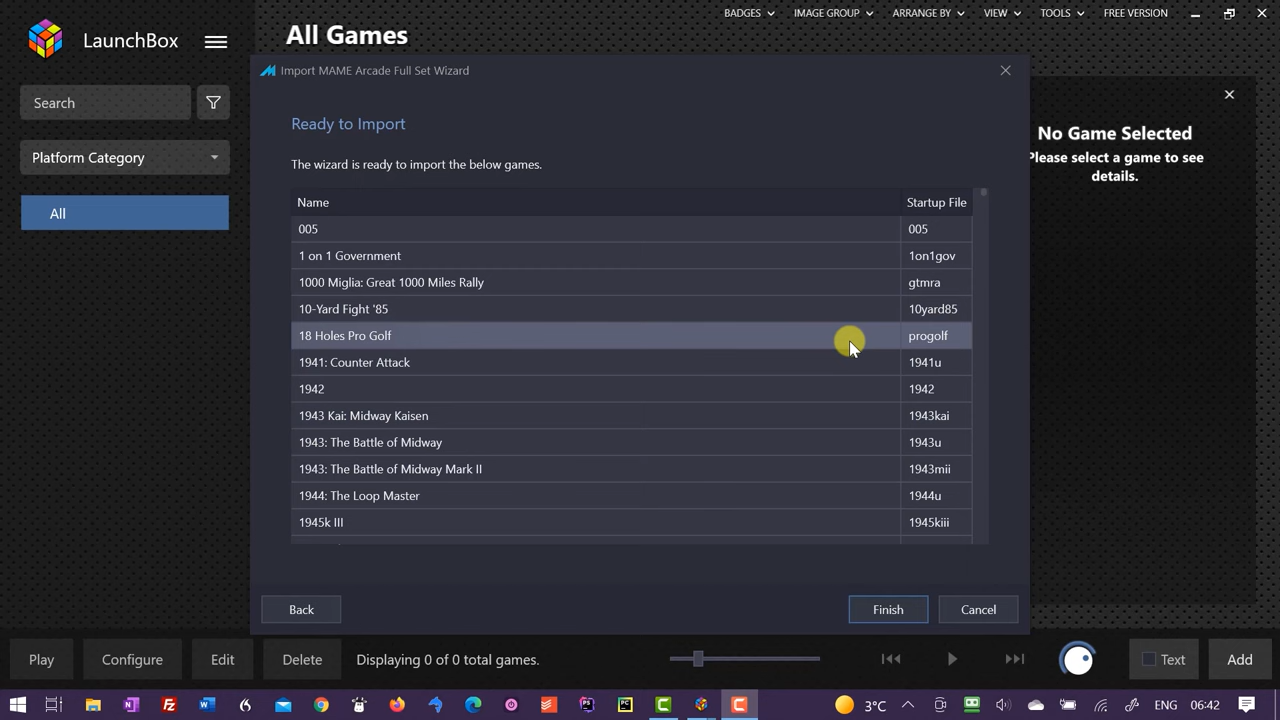 BADGES
IMAGE GROUP
ARRANGE BY
VIEW
TOOLS
FREE VERSION
LaunchBox
All Games
Import MAME Arcade Full Set Wizard
Search
Platform Category
All
Ready to Import
The wizard is ready to import the below games.
Name Startup File
005 005
1 on 1 Government 1on1gov
1000 Miglia: Great 1000 Miles Rally gtmra
10-Yard Fight '85 10yard85
18 Holes Pro Golf progolf
1941: Counter Attack 1941u
1942 1942
1943 Kai: Midway Kaisen 1943kai
1943: The Battle of Midway 1943u
1943: The Battle of Midway Mark II 1943mii
1944: The Loop Master 1944u
1945k III 1945kiii
Back
Finish
Cancel
No Game Selected
Please select a game to see
details.
Play
Configure
Edit
Delete
Displaying 0 of 0 total games.
Text
Add
3°C
ENG
06:42